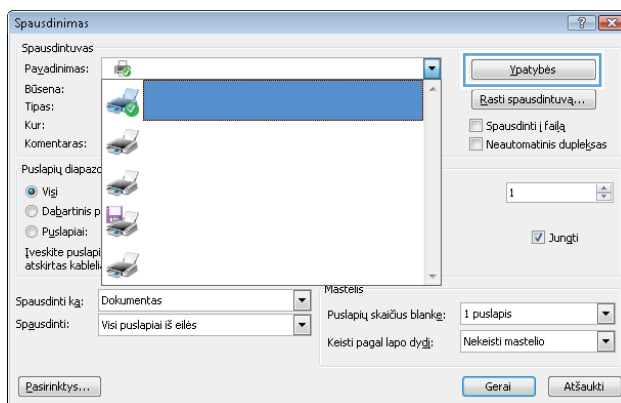 Spausdinimas
Spausdintuvas
Pavadinimas:
Ypatybės
Būsena:
Tipas:
Rasti spausdintuvą...
Kur:
Spausdinti į failą
Komentaras:
Neautomatinis dupleksas
Puslapių diapazo
Visi
1
Dabartinis p
Puslapiai:
Jungti
Įveskite puslapi
atskirtas kableli
Mastelis
Spausdinti ką:
Dokumentas
Puslapių skaičius blanke:
1 puslapis
Spausdinti:
Visi puslapiai iš eilės
Keisti pagal lapo dydį:
Nekeisti mastelio
Pasirinktys...
Gerai
Atšaukti